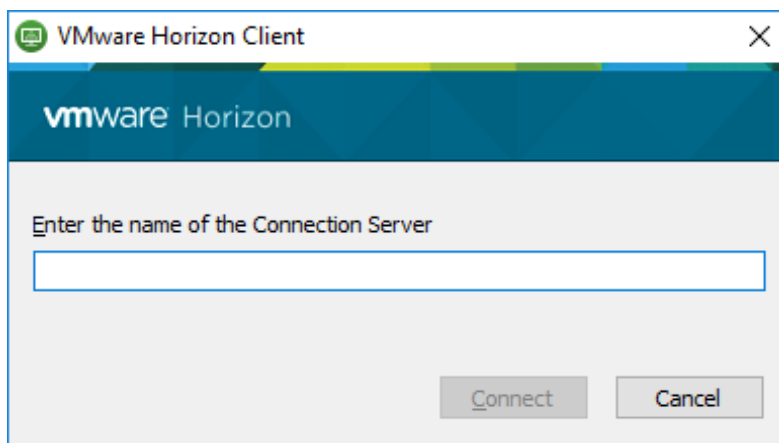 VMware Horizon Client
vmware Horizon
Enter the name of the Connection Server
Connect Cancel